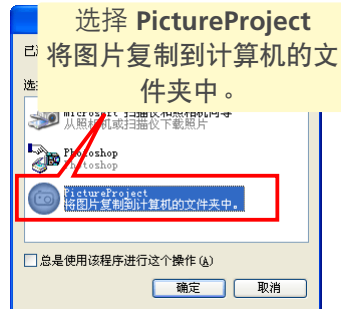 选择 PictureProject
将图片复制到计算机的文
件夹中。
已
选
Microsoft 扫描仪和照相机向导
从照相机或扫描仪下载照片
Photoshop
Photoshop
PictureProject
将图片复制到计算机的文件夹中。
总是使用该程序进行这个操作(A)
确定 取消